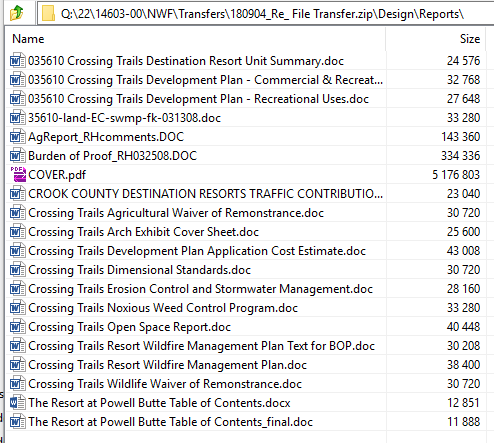 Q:\22\14603-00\NWF\Transfers\180904_Re_ File Transfer.zip\Design\Reports\
Name Size
035610 Crossing Trails Destination Resort Unit Summary.doc 24 576
035610 Crossing Trails Development Plan - Commercial & Recreat... 32 768
035610 Crossing Trails Development Plan - Recreational Uses.doc 27 648
35610-land-EC-swmp-fk-031308.doc 33 280
AgReport_RHcomments.DOC 143 360
Burden of Proof_RH032508.DOC 334 336
COVER.pdf 5 176 803
CROOK COUNTY DESTINATION RESORTS TRAFFIC CONTRIBUTIO... 23 040
Crossing Trails Agricultural Waiver of Remonstrance.doc 30 720
Crossing Trails Arch Exhibit Cover Sheet.doc 25 600
Crossing Trails Development Plan Application Cost Estimate.doc 43 008
Crossing Trails Dimensional Standards.doc 30 720
Crossing Trails Erosion Control and Stormwater Management.doc 28 160
Crossing Trails Noxious Weed Control Program.doc 33 280
Crossing Trails Open Space Report.doc 40 448
Crossing Trails Resort Wildfire Management Plan Text for BOP.doc 30 208
Crossing Trails Resort Wildfire Management Plan.doc 38 400
Crossing Trails Wildlife Waiver of Remonstrance.doc 30 720
The Resort at Powell Butte Table of Contents.docx 12 851
The Resort at Powell Butte Table of Contents_final.doc 11 888